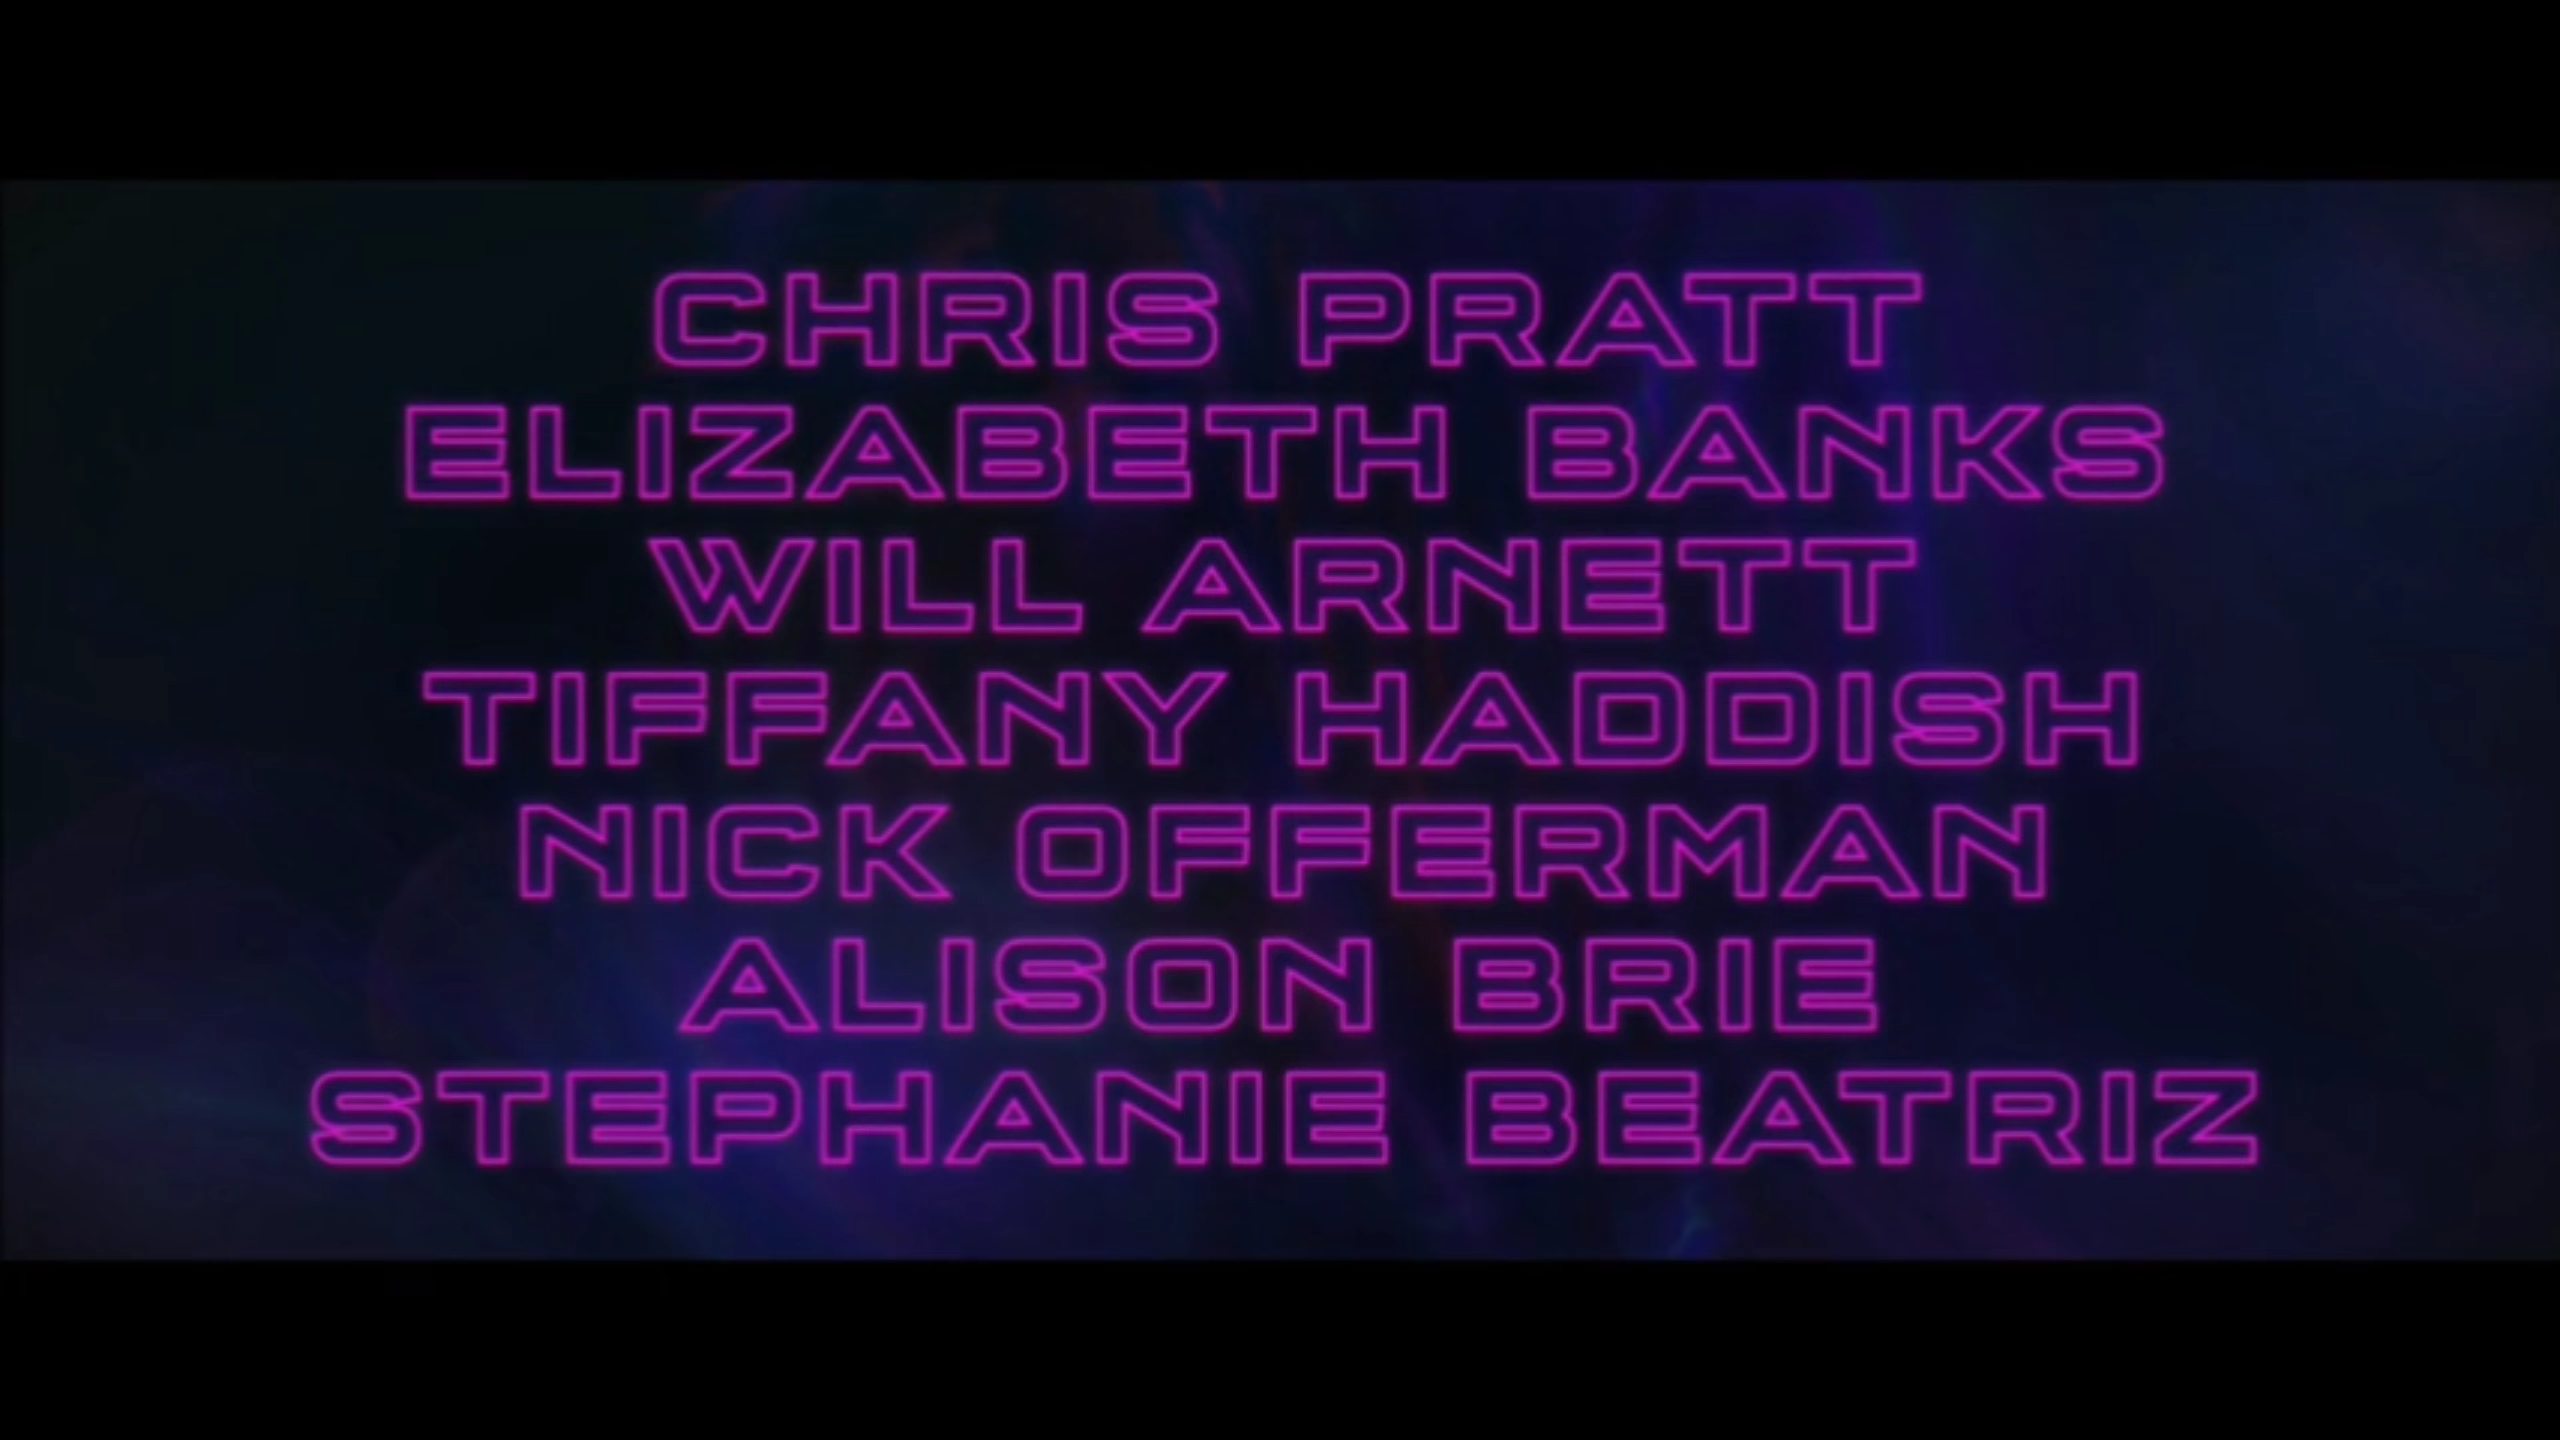 CHRIS PRATT
ELIZABETH BANKS
WILL ARNETT
TIFFANY HADDISH
NICK OFFERMAN
ALISON BRIE
STEPHANIE BEATRIZ